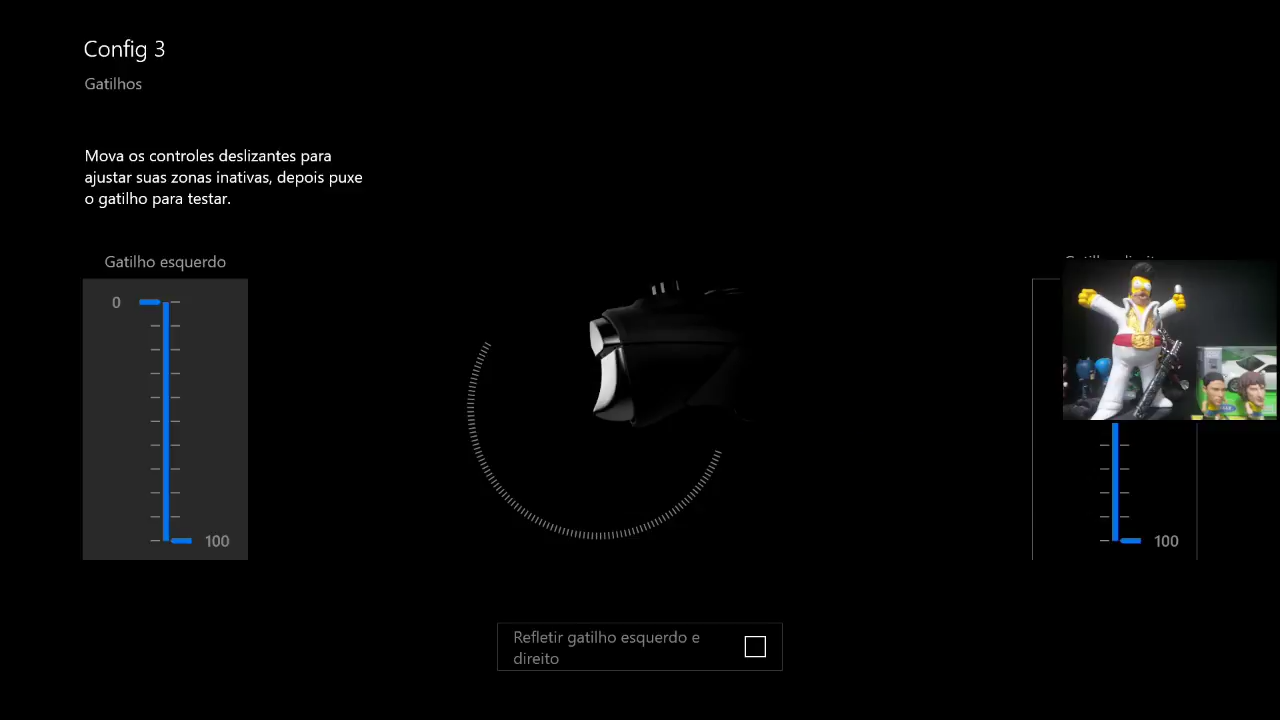 Config 3
Gatilhos
Mova os controles deslizantes para
ajustar suas zonas inativas, depois puxe
o gatilho para testar.
Gatilho esquerdo
0
100
100
Refletir gatilho esquerdo e
direito